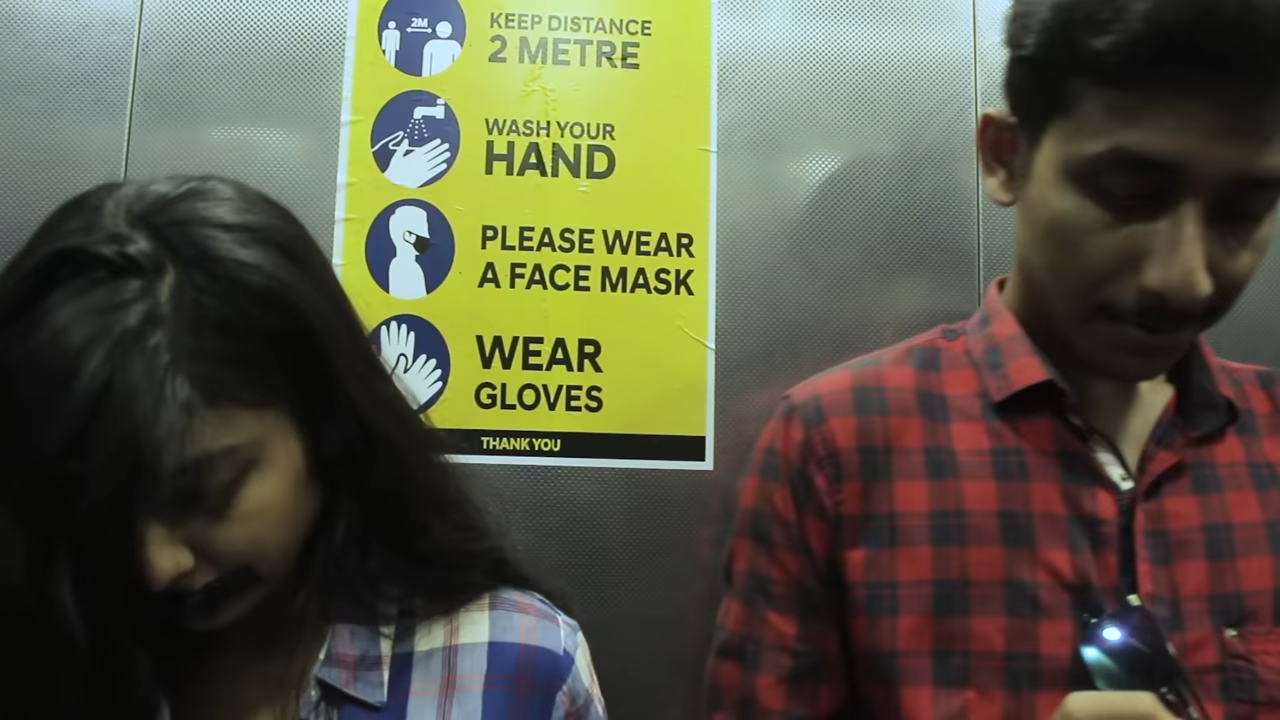 2M
KEEP DISTANCE
2 METRE
WASH YOUR
HAND
PLEASE WEAR
A FACE MASK
WEAR
GLOVES
THANK YOU